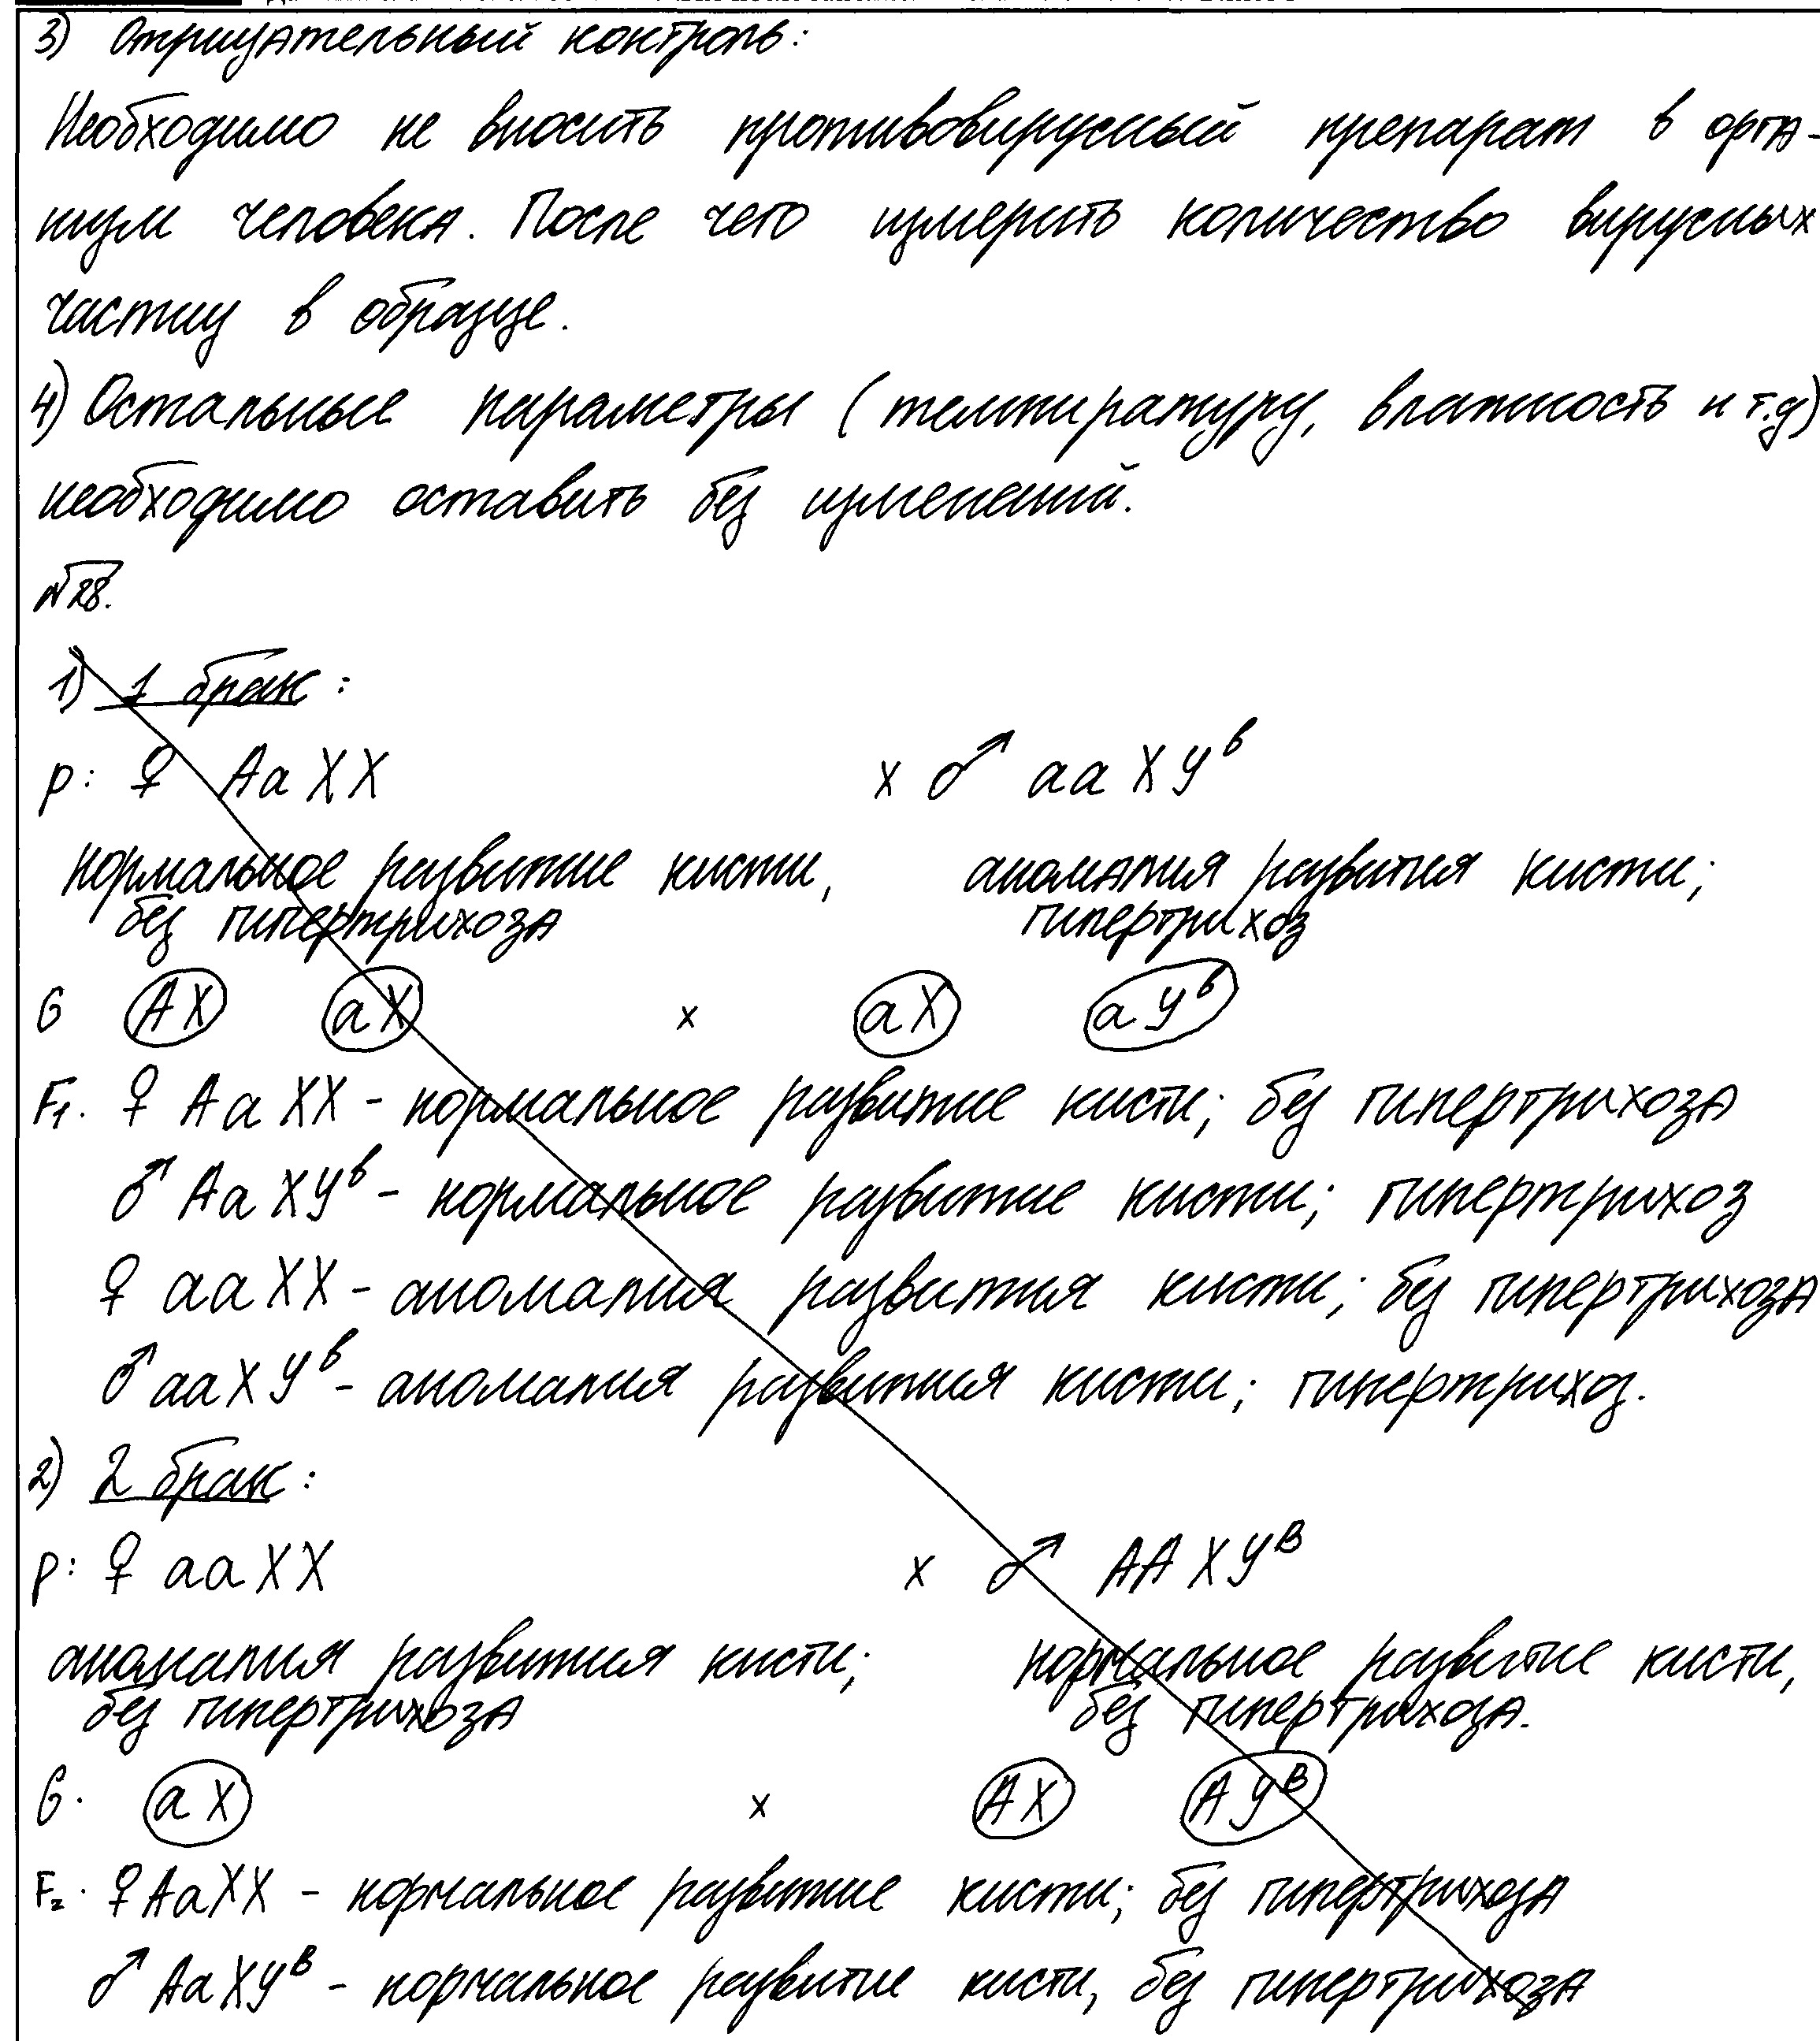 3) Отрицательный контроль:
Необходимо не вносить противовирусный препарат в орга-
низм человека. После чего измерить количество вирусных
частиц в образце.
4) Остальные параметры (температуру, влажность и т.д)
необходимо оставить без изменений.
№28.
1) 1 брак:
P: ♀ AaXX x ♂ aaXY^b
нормальное развитие кисти, аномалия развития кисти;
без гипертрихоза гипертрихоз
G (AX) (aX) x (aX) (aY^b)
F1. ♀ AaXX - нормальное развитие кисти; без гипертрихоза
♂ AaXY^b - нормальное развитие кисти; гипертрихоз
♀ aaXX - аномалия развития кисти; без гипертрихоза
♂ aaXY^b - аномалия развития кисти; гипертрихоз.
2) 2 брак:
P: ♀ aaXX x ♂ AAXY^B
аномалия развития кисти; нормальное развитие кисти,
без гипертрихоза без гипертрихоза.
G. (aX) x (AX) (AY^B)
F2. ♀ AaXX - нормальное развитие кисти; без гипертрихоза
♂ AaXY^B - нормальное развитие кисти, без гипертрихоза